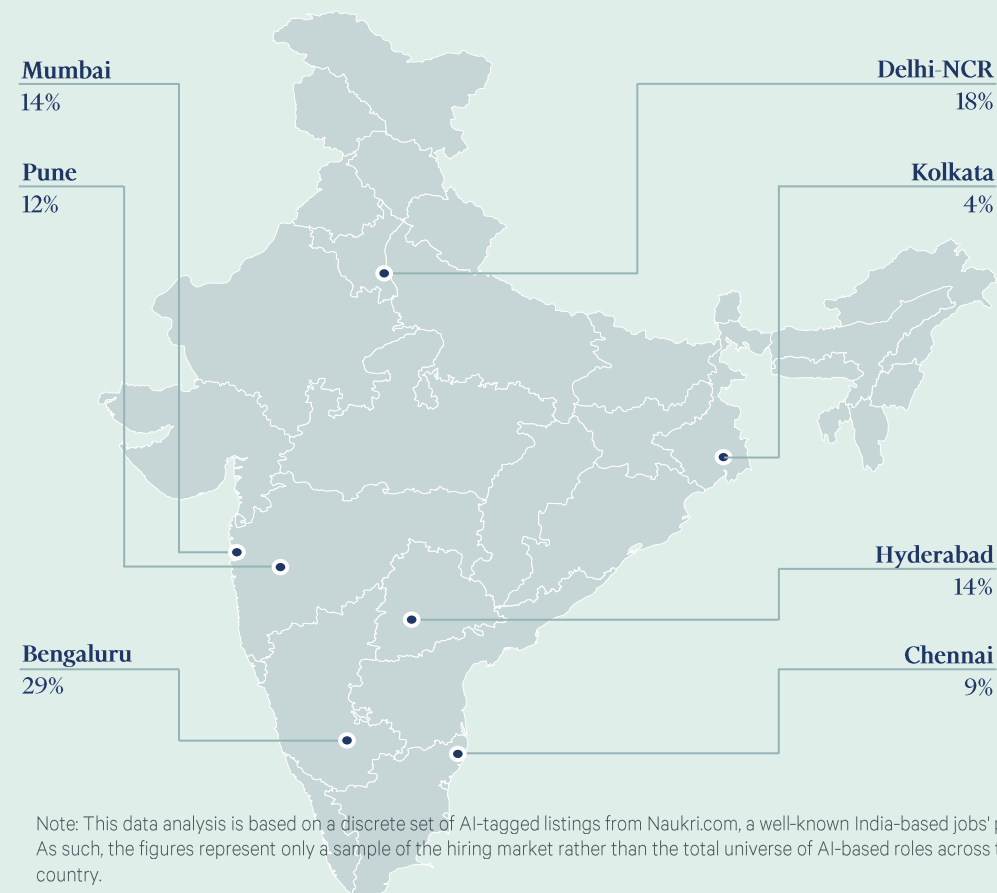 Mumbai
14%
Pune
12%
Bengaluru
29%
Delhi-NCR
18%
Kolkata
4%
Hyderabad
14%
Chennai
9%
Note: This data analysis is based on a discrete set of AI-tagged listings from Naukri.com, a well-known India-based jobs'
As such, the figures represent only a sample of the hiring market rather than the total universe of AI-based roles across
country.